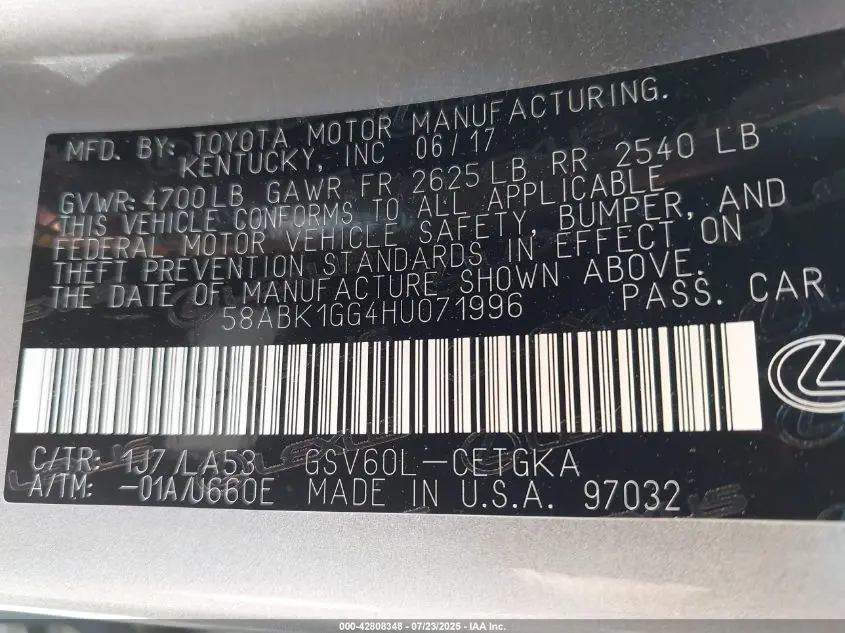 MFD. BY: TOYOTA MOTOR MANUFACTURING.
KENTUCKY, INC 06/17
GVWR: 4700LB GAWR FR 2625 LB RR 2540 LB
THIS VEHICLE CONFORMS TO ALL APPLICABLE
FEDERAL MOTOR VEHICLE SAFETY, BUMPER, AND
THEFT PREVENTION STANDARDS IN EFFECT ON
THE DATE OF MANUFACTURE SHOWN ABOVE.
58ABK1GG4HU071996 PASS. CAR
C/TR: 1J7 /LA53 GSV60L-CETGKA
A/TM: -01A/U660E MADE IN U.S.A. 97032
000-42808348 - 07/23/2025 - IAA Inc.